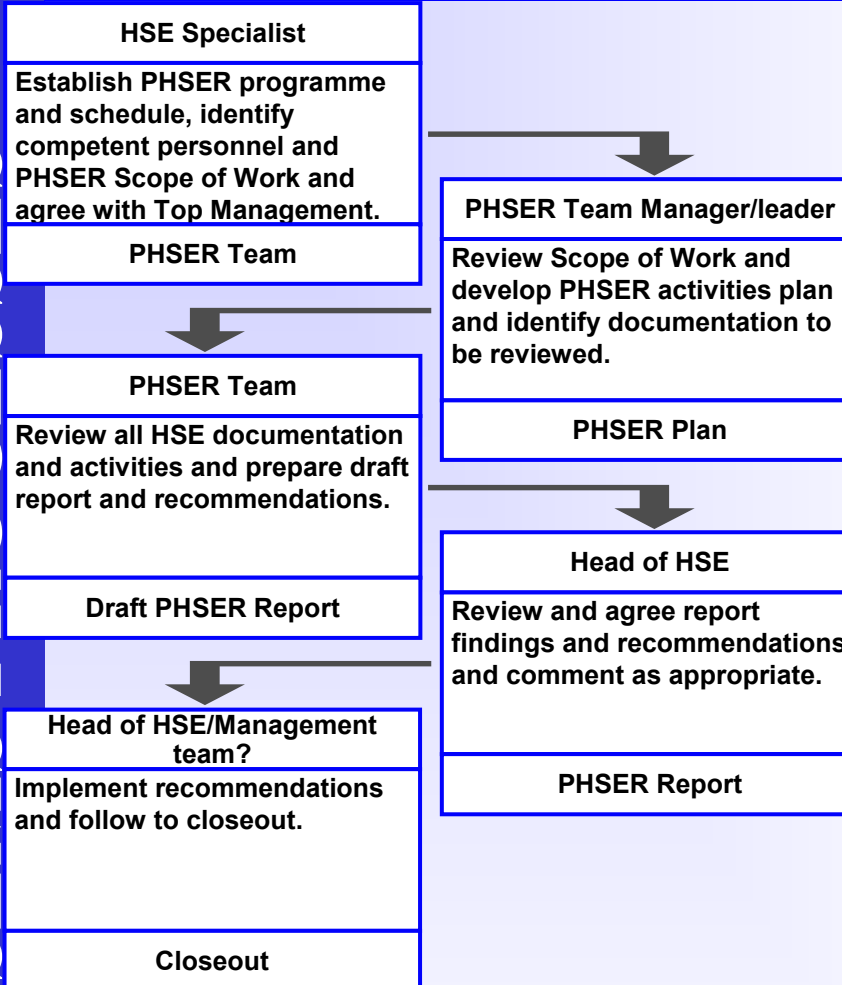 HSE Specialist
Establish PHSER programme
and schedule, identify
competent personnel and
PHSER Scope of Work and
agree with Top Management.
PHSER Team
PHSER Team Manager/leader
Review Scope of Work and
develop PHSER activities plan
and identify documentation to
be reviewed.
PHSER Plan
PHSER Team
Review all HSE documentation
and activities and prepare draft
report and recommendations.
Draft PHSER Report
Head of HSE
Review and agree report
findings and recommendations
and comment as appropriate.
PHSER Report
Head of HSE/Management
team?
Implement recommendations
and follow to closeout.
Closeout